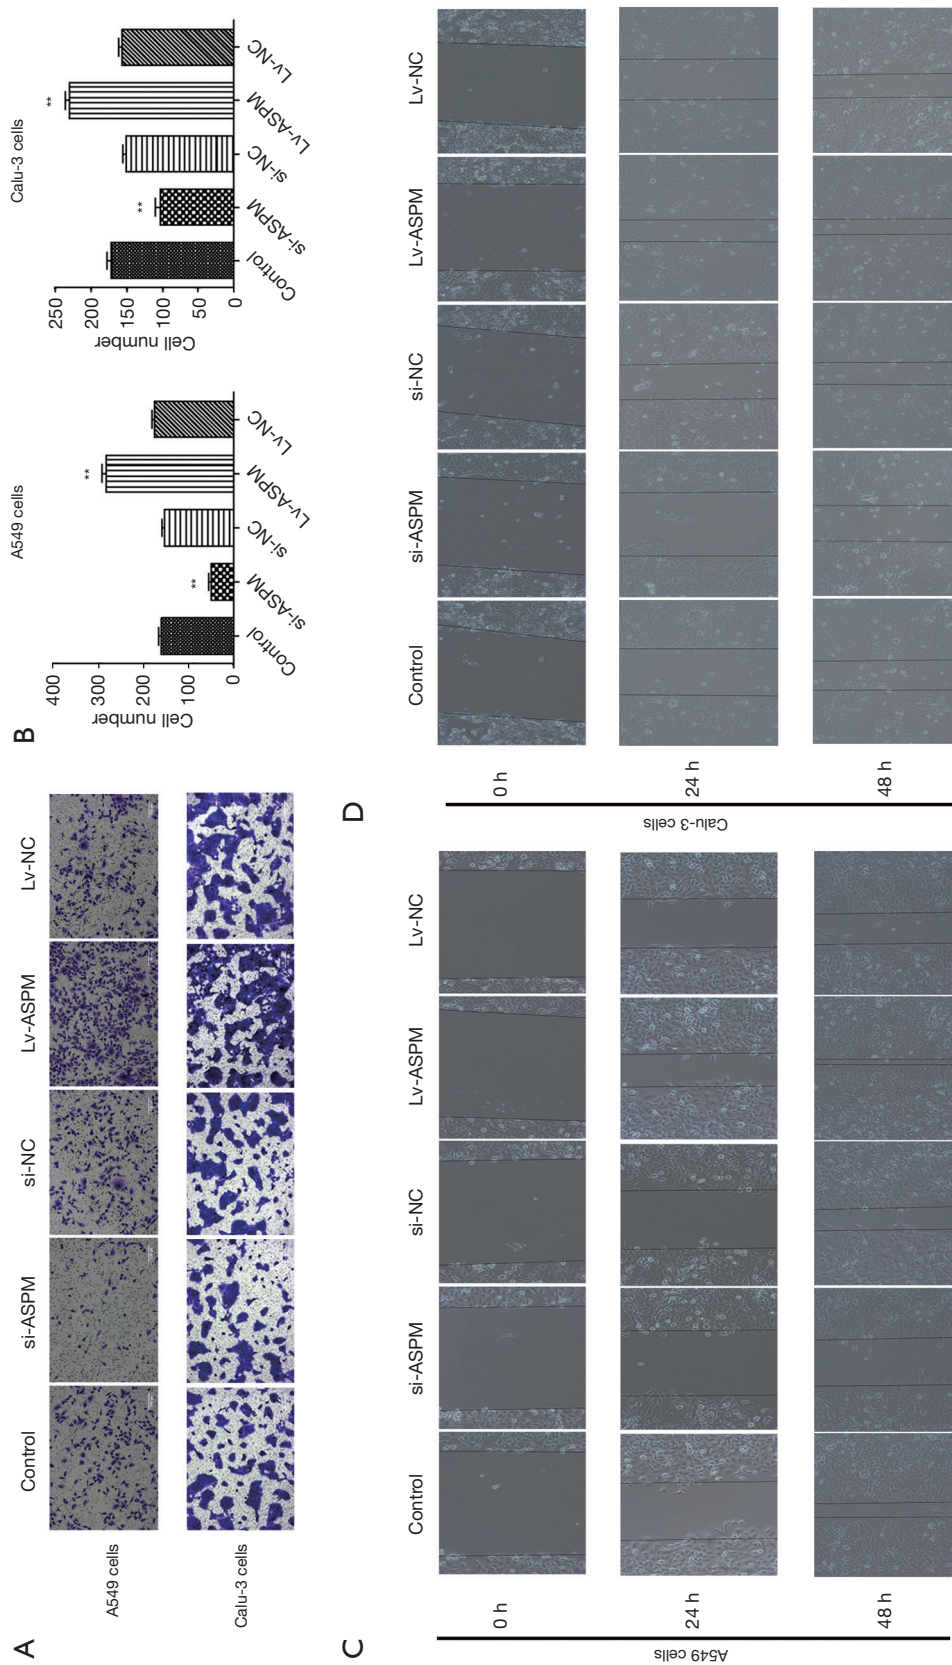 A
Control
si-ASPM
si-NC
Lv-ASPM
Lv-NC
A549 cells
Calu-3 cells
B
A549 cells
Cell number
400
300
200
100
0
**
**
Control
si-ASPM
si-NC
Lv-ASPM
Lv-NC
Calu-3 cells
Cell number
250
200
150
100
50
0
**
**
Control
si-ASPM
si-NC
Lv-ASPM
Lv-NC
C
Control
si-ASPM
si-NC
Lv-ASPM
Lv-NC
A549 cells
0 h
24 h
48 h
D
Control
si-ASPM
si-NC
Lv-ASPM
Lv-NC
Calu-3 cells
0 h
24 h
48 h